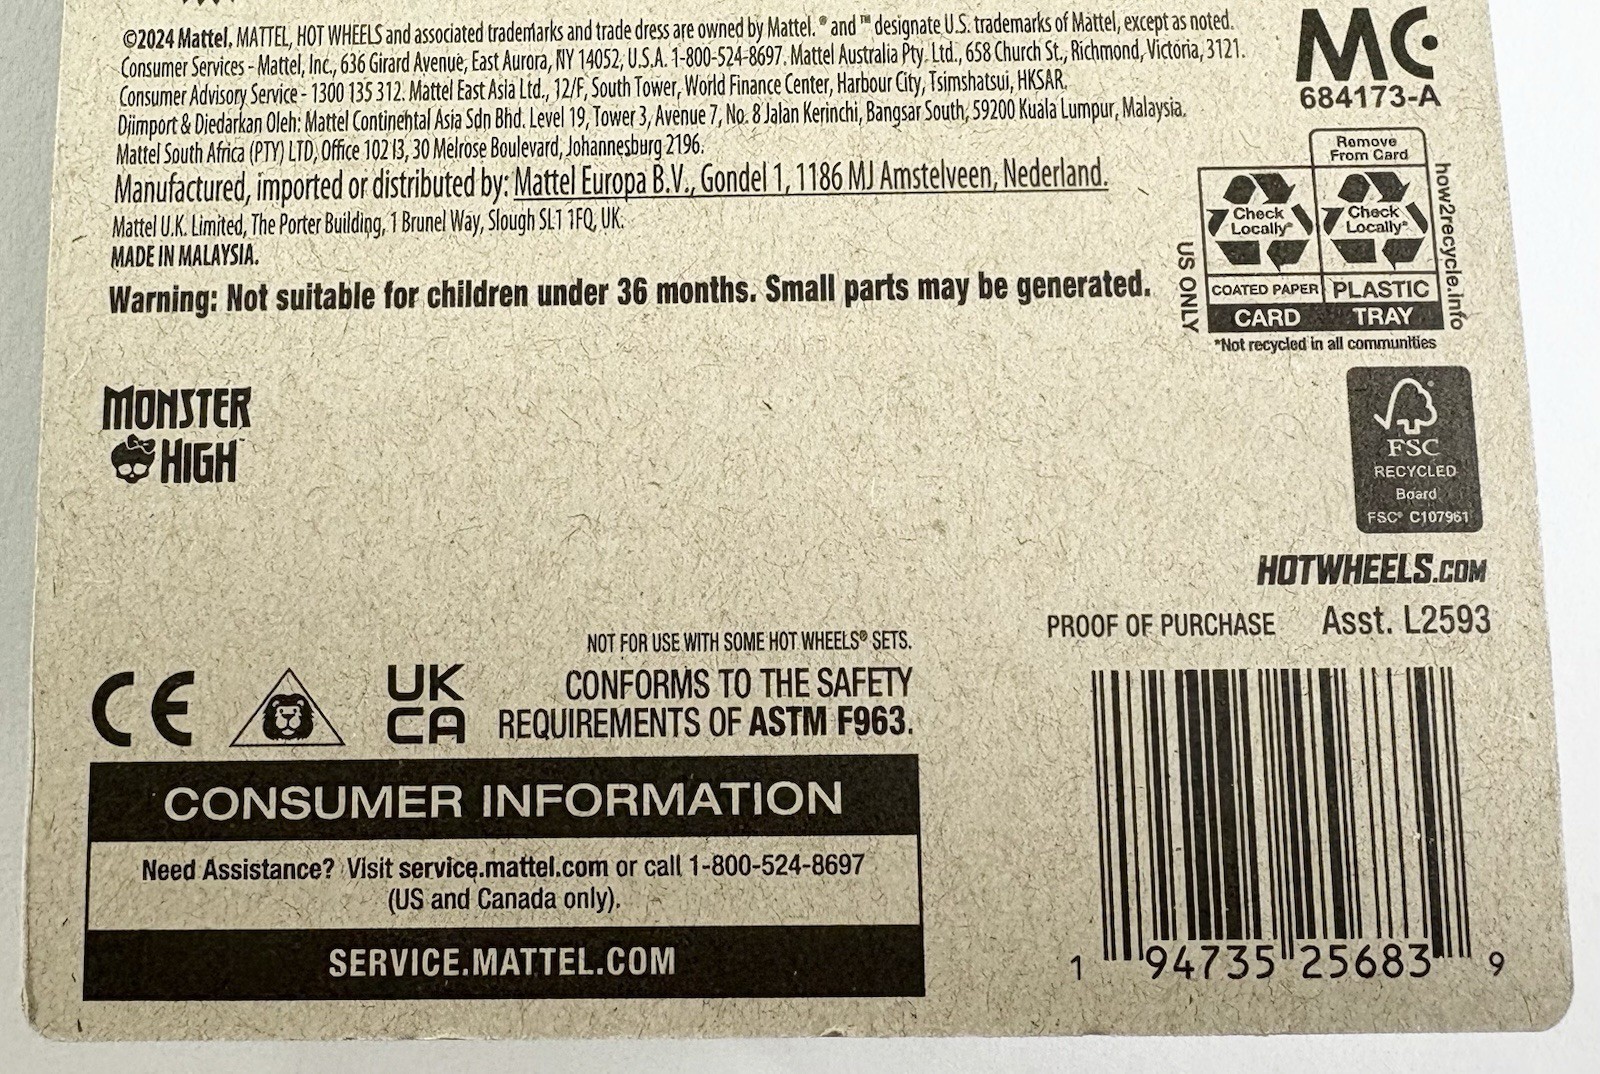 ©2024 Mattel. MATTEL, HOT WHEELS and associated trademarks and trade dress are owned by Mattel. ® and ™ designate U.S. trademarks of Mattel, except as noted.
Consumer Services - Mattel, Inc., 636 Girard Avenue, East Aurora, NY 14052, U.S.A. 1-800-524-8697. Mattel Australia Pty. Ltd., 658 Church St., Richmond, Victoria, 3121.
Consumer Advisory Service - 1300 135 312. Mattel East Asia Ltd., 12/F, South Tower, World Finance Center, Harbour City, Tsimshatsui, HKSAR.
Diimport & Diedarkan Oleh: Mattel Continental Asia Sdn Bhd. Level 19, Tower 3, Avenue 7, No. 8 Jalan Kerinchi, Bangsar South, 59200 Kuala Lumpur, Malaysia.
Mattel South Africa (PTY) LTD, Office 102 I3, 30 Melrose Boulevard, Johannesburg 2196.
Manufactured, imported or distributed by: Mattel Europa B.V., Gondel 1, 1186 MJ Amstelveen, Nederland.
Mattel U.K. Limited, The Porter Building, 1 Brunel Way, Slough SL1 1FQ, UK.
MADE IN MALAYSIA.
Warning: Not suitable for children under 36 months. Small parts may be generated.
MC
684173-A
Remove
From Card
Check
Locally*
Check
Locally*
COATED PAPER
PLASTIC
CARD
TRAY
US ONLY
how2recycle.info
*Not recycled in all communities
MONSTER
HIGH™
FSC®
RECYCLED
Board
FSC® C107961
HOTWHEELS.COM
PROOF OF PURCHASE Asst. L2593
NOT FOR USE WITH SOME HOT WHEELS® SETS.
CE
UK
CA
CONFORMS TO THE SAFETY
REQUIREMENTS OF ASTM F963.
CONSUMER INFORMATION
Need Assistance? Visit service.mattel.com or call 1-800-524-8697
(US and Canada only).
SERVICE.MATTEL.COM
1 94735 25683 9